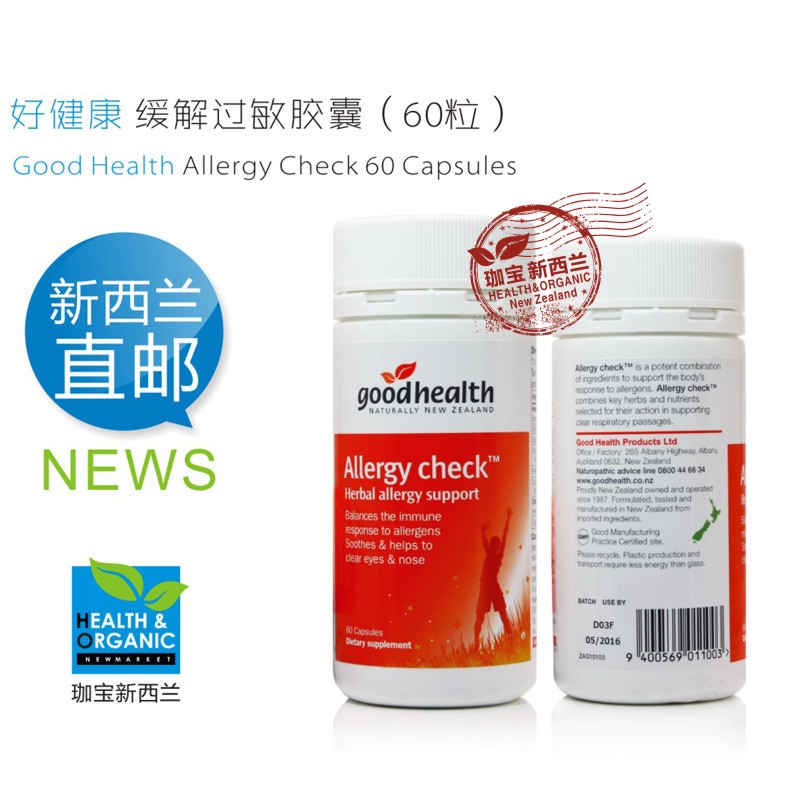 好健康 缓解过敏胶囊（60粒）
Good Health Allergy Check 60 Capsules
新西兰
直邮
NEWS
HEALTH &
ORGANIC
NEWMARKET
珈宝新西兰
珈宝新西兰
HEALTH&ORGANIC
New Zealand
goodhealth
NATURALLY NEW ZEALAND
Allergy check™
Herbal allergy support
Balances the immune
response to allergens
Soothes & helps to
clear eyes & nose
60 Capsules
Dietary supplement
Allergy check™ is a potent combination
of ingredients to support the body's
response to allergens. Allergy check™
combines key herbs and nutrients
selected for their action in supporting
clear respiratory passages.
Good Health Products Ltd
Office / Factory: 265 Albany Highway, Albany,
Auckland 0632, New Zealand
Naturopathic advice line 0800 44 66 34
www.goodhealth.co.nz
Proudly New Zealand owned and operated
since 1987. Formulated, tested and
manufactured in New Zealand from
imported ingredients.
GMP
Good Manufacturing
Practice Certified site.
Please recycle. Plastic production and
transport require less energy than glass.
BATCH USE BY
D03F
05/2016
ZAG10103
9 400569 011003 >